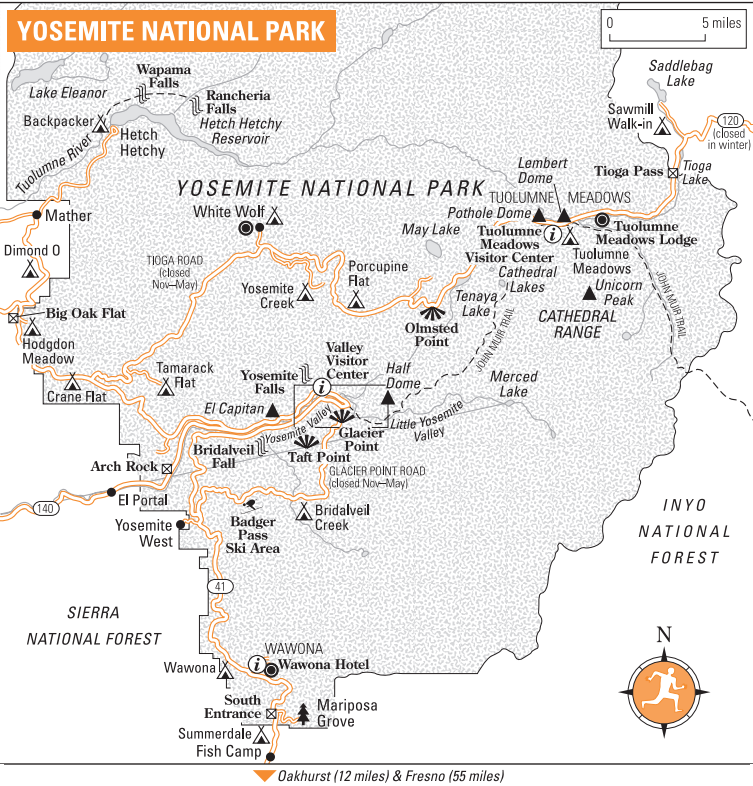 YOSEMITE NATIONAL PARK
0
5 miles
Wapama
Falls
Lake Eleanor
Rancheria
Falls
Backpacker
Hetch
Hetchy
Hetch Hetchy
Reservoir
Tuolumne River
Saddlebag
Lake
Sawmill
Walk-in
120
(closed
in winter)
Lembert
Dome
Tioga Pass
Tioga
Lake
YOSEMITE NATIONAL PARK
TUOLUMNE MEADOWS
Mather
White Wolf
Pothole Dome
May Lake
Tuolumne
Meadows
Visitor Center
Tuolumne
Meadows Lodge
Tuolumne
Meadows
Dimond O
TIOGA ROAD
(closed
Nov–May)
Porcupine
Flat
Yosemite
Creek
Cathedral
Lakes
Unicorn
Peak
Tenaya
Lake
JOHN MUIR TRAIL
Big Oak Flat
Olmsted
Point
CATHEDRAL
RANGE
Hodgdon
Meadow
JOHN MUIR TRAIL
Valley
Visitor
Center
Tamarack
Flat
Yosemite
Falls
Half
Dome
Merced
Lake
Crane Flat
El Capitan
Yosemite Valley
Little Yosemite
Valley
Glacier
Point
Bridalveil
Fall
Taft Point
Arch Rock
GLACIER POINT ROAD
(closed Nov–May)
El Portal
140
Badger
Pass
Ski Area
Bridalveil
Creek
Yosemite
West
INYO
NATIONAL
FOREST
41
SIERRA
NATIONAL FOREST
N
WAWONA
Wawona
i
Wawona Hotel
South
Entrance
Mariposa
Grove
Summerdale
Fish Camp
Oakhurst (12 miles) & Fresno (55 miles)